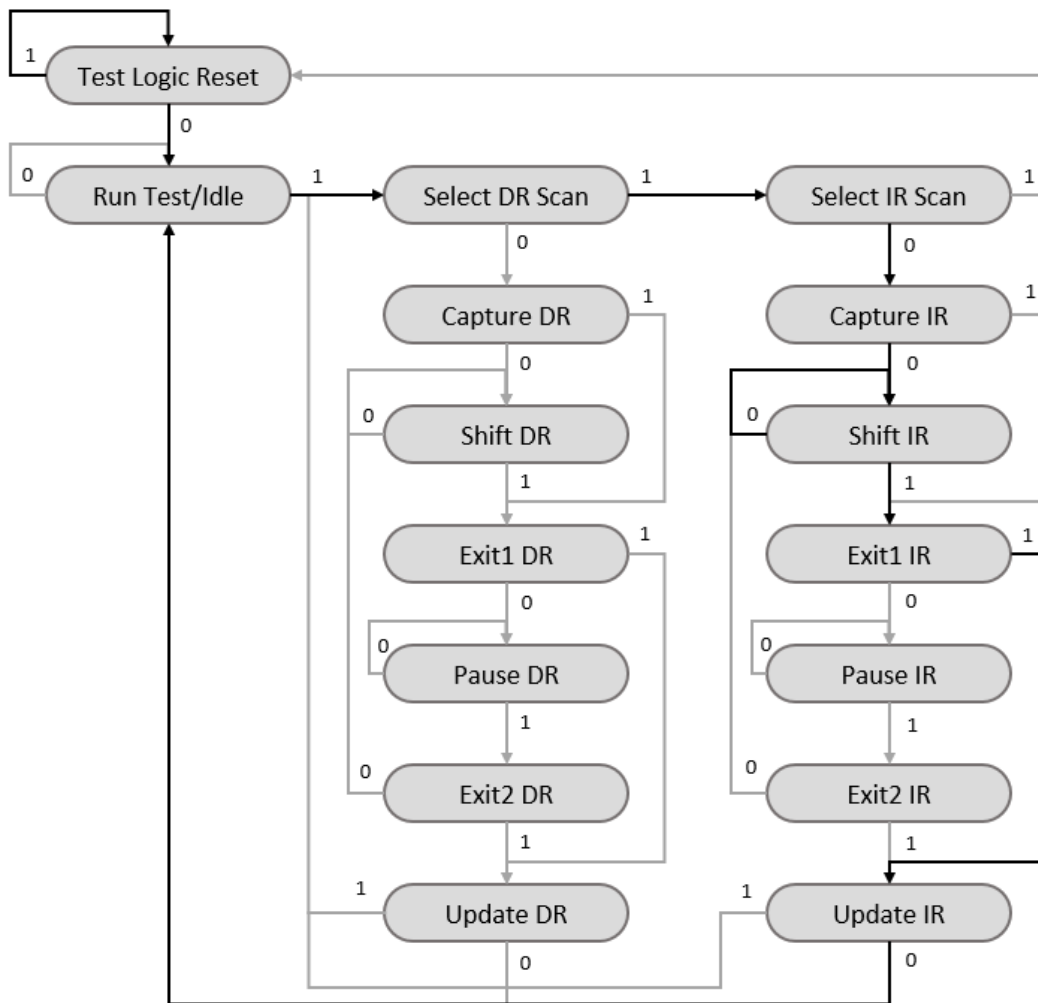 1
Test Logic Reset
0
0
Run Test/Idle
1
Select DR Scan
1
Select IR Scan
1
0
0
Capture DR
1
Capture IR
1
0
0
0
Shift DR
0
Shift IR
1
1
Exit1 DR
1
Exit1 IR
1
0
0
0
Pause DR
0
Pause IR
1
1
0
Exit2 DR
0
Exit2 IR
1
1
1
Update DR
1
Update IR
0
0